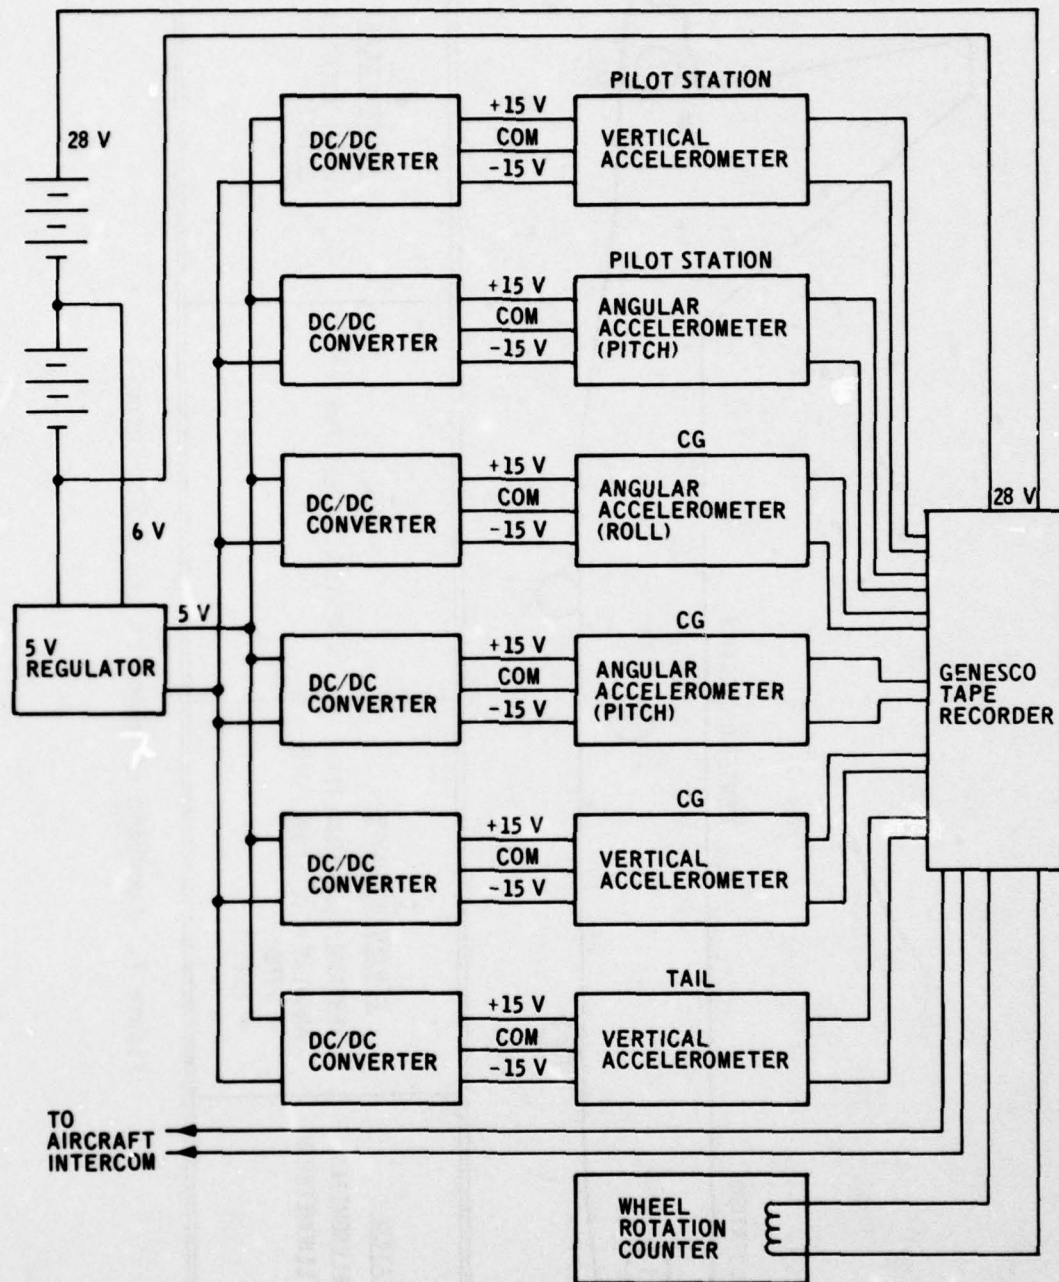 28 V
6 V
5 V
REGULATOR
5 V
DC/DC
CONVERTER
+15 V
COM
-15 V
PILOT STATION
VERTICAL
ACCELEROMETER
DC/DC
CONVERTER
+15 V
COM
-15 V
PILOT STATION
ANGULAR
ACCELEROMETER
(PITCH)
DC/DC
CONVERTER
+15 V
COM
-15 V
CG
ANGULAR
ACCELEROMETER
(ROLL)
DC/DC
CONVERTER
+15 V
COM
-15 V
CG
ANGULAR
ACCELEROMETER
(PITCH)
DC/DC
CONVERTER
+15 V
COM
-15 V
CG
VERTICAL
ACCELEROMETER
DC/DC
CONVERTER
+15 V
COM
-15 V
TAIL
VERTICAL
ACCELEROMETER
28 V
GENESCO
TAPE
RECORDER
TO
AIRCRAFT
INTERCOM
WHEEL
ROTATION
COUNTER